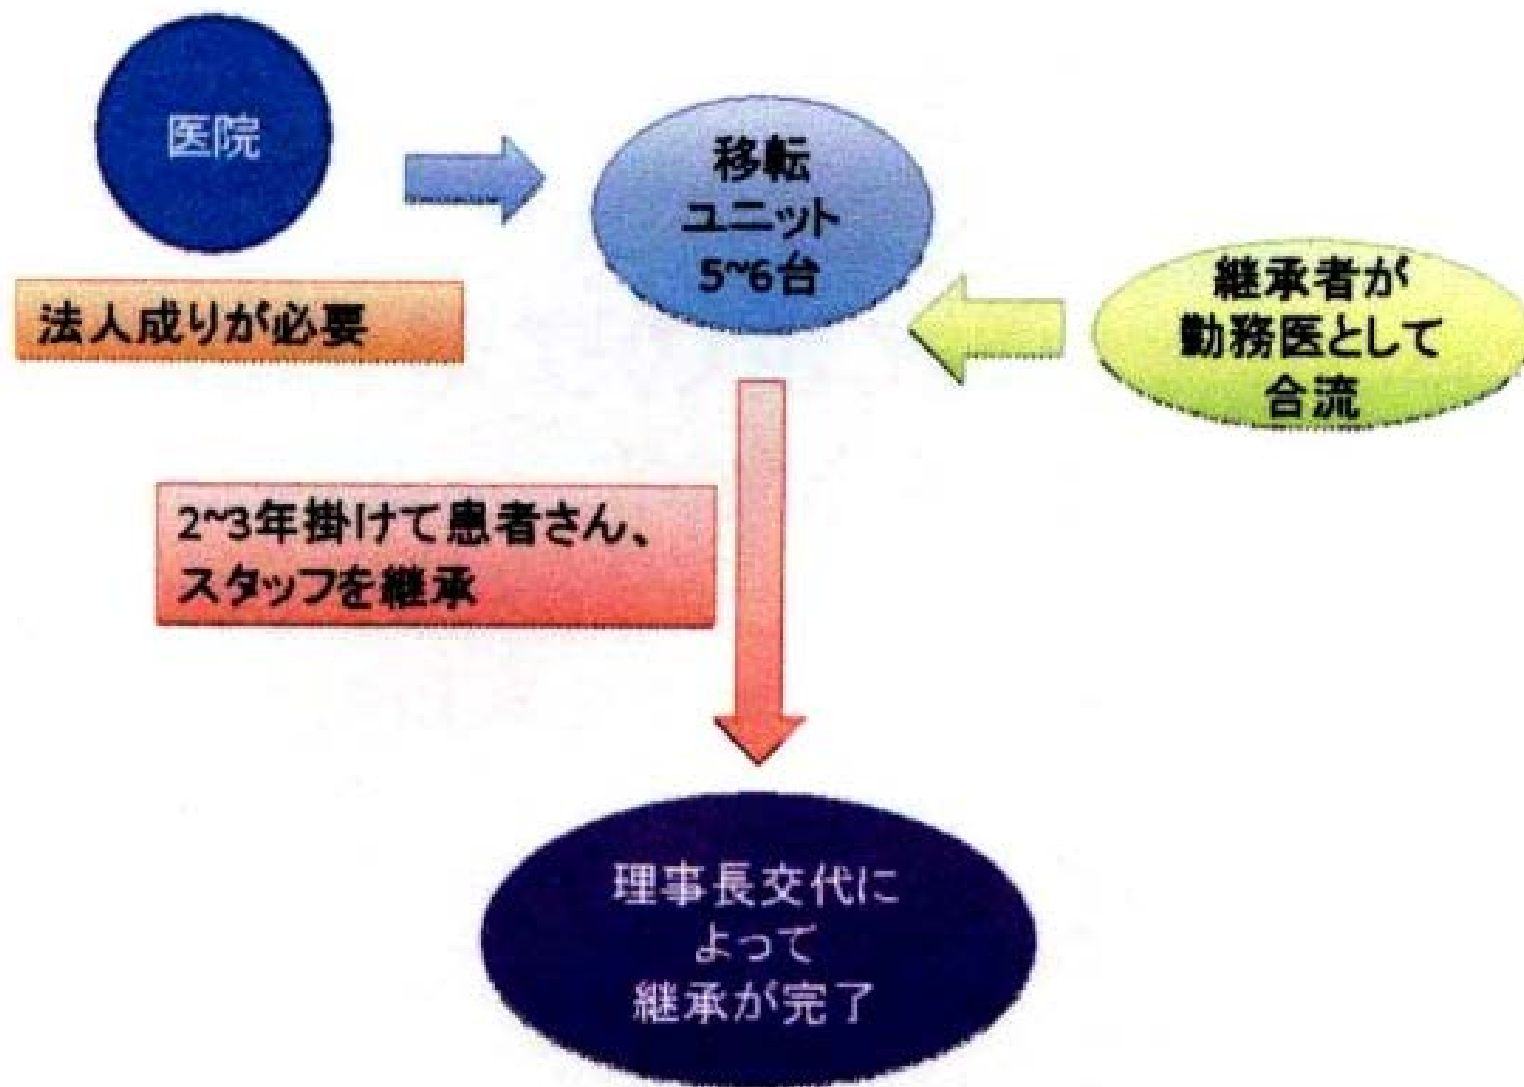 医院
法人成りが必要
移転
ユニット
5~6台
継承者が
勤務医として
合流
2~3年掛けて患者さん、
スタッフを継承
理事長交代に
よって
継承が完了